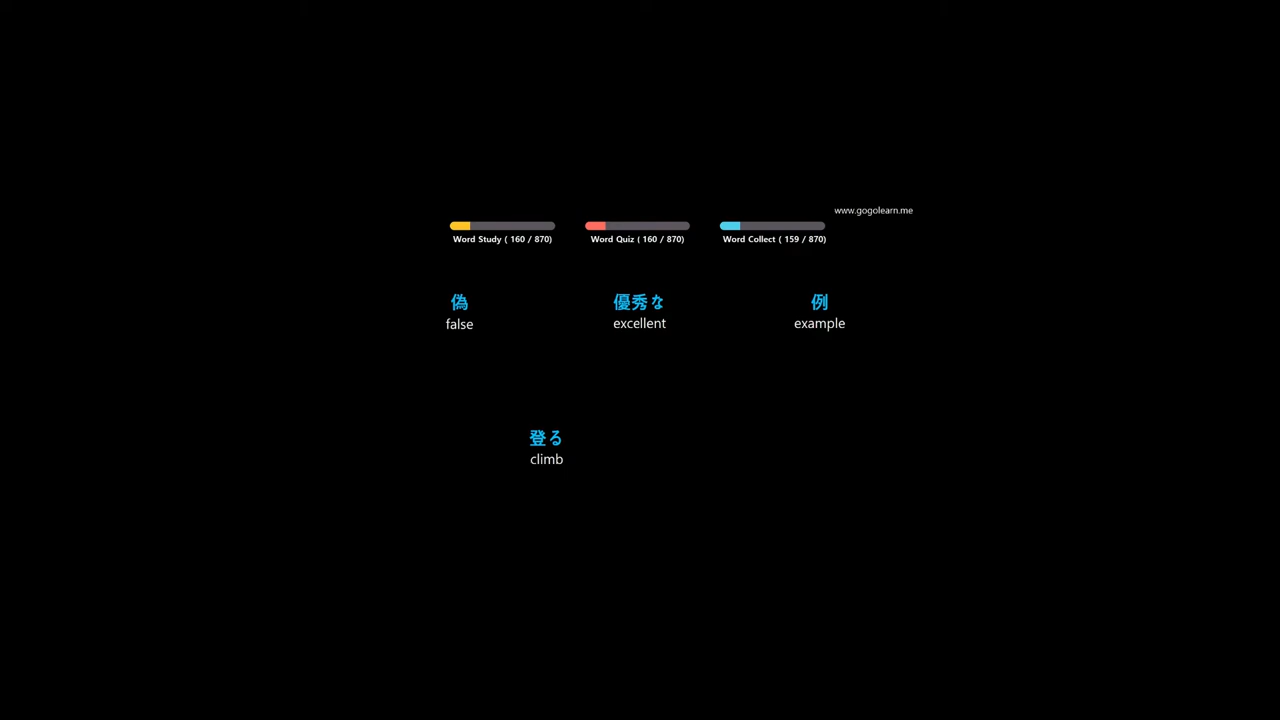 www.gogolearn.me
Word Study ( 160 / 870)
Word Quiz ( 160 / 870)
Word Collect ( 159 / 870)
偽
false
優秀な
excellent
例
example
登る
climb